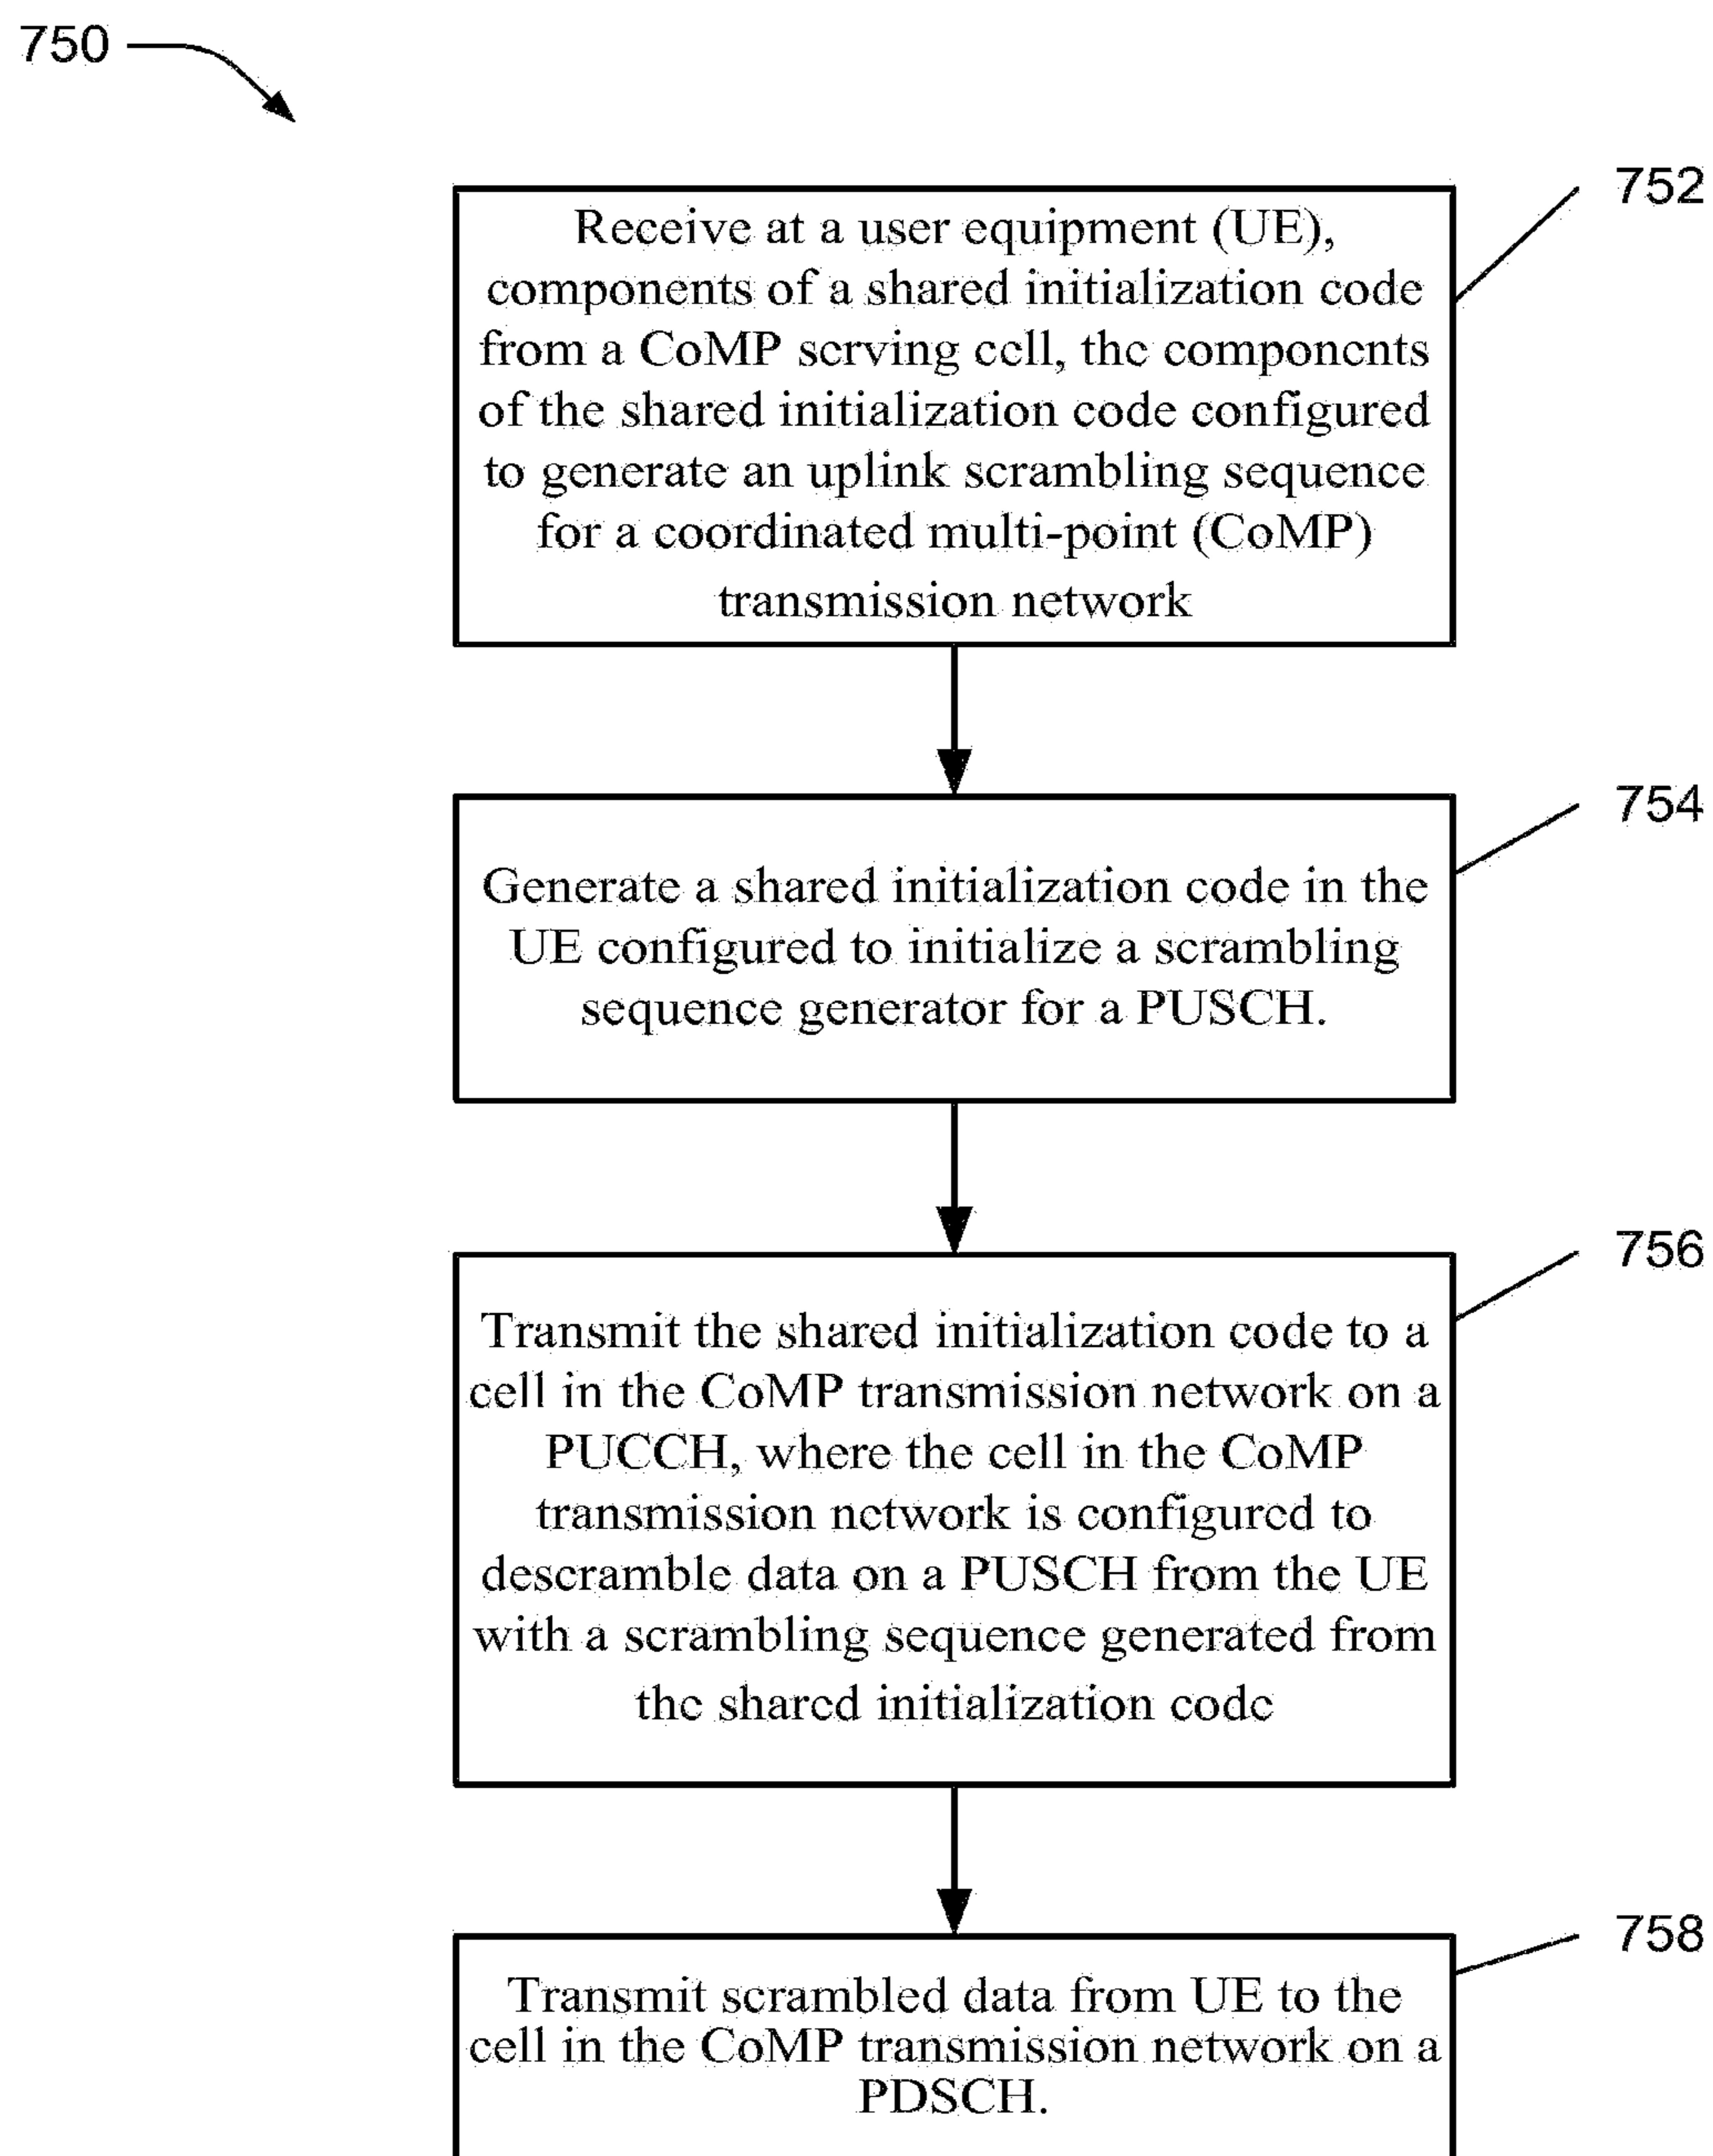 750
752
Receive at a user equipment (UE),
components of a shared initialization code
from a CoMP serving cell, the components
of the shared initialization code configured
to generate an uplink scrambling sequence
for a coordinated multi-point (CoMP)
transmission network
754
Generate a shared initialization code in the
UE configured to initialize a scrambling
sequence generator for a PUSCH.
756
Transmit the shared initialization code to a
cell in the CoMP transmission network on a
PUCCH, where the cell in the CoMP
transmission network is configured to
descramble data on a PUSCH from the UE
with a scrambling sequence generated from
the shared initialization code
758
Transmit scrambled data from UE to the
cell in the CoMP transmission network on a
PDSCH.